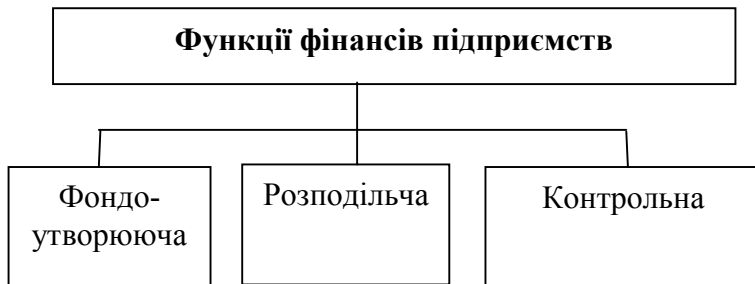 Функції фінансів підприємств
Фондо-
утворююча
Розподільча
Контрольна